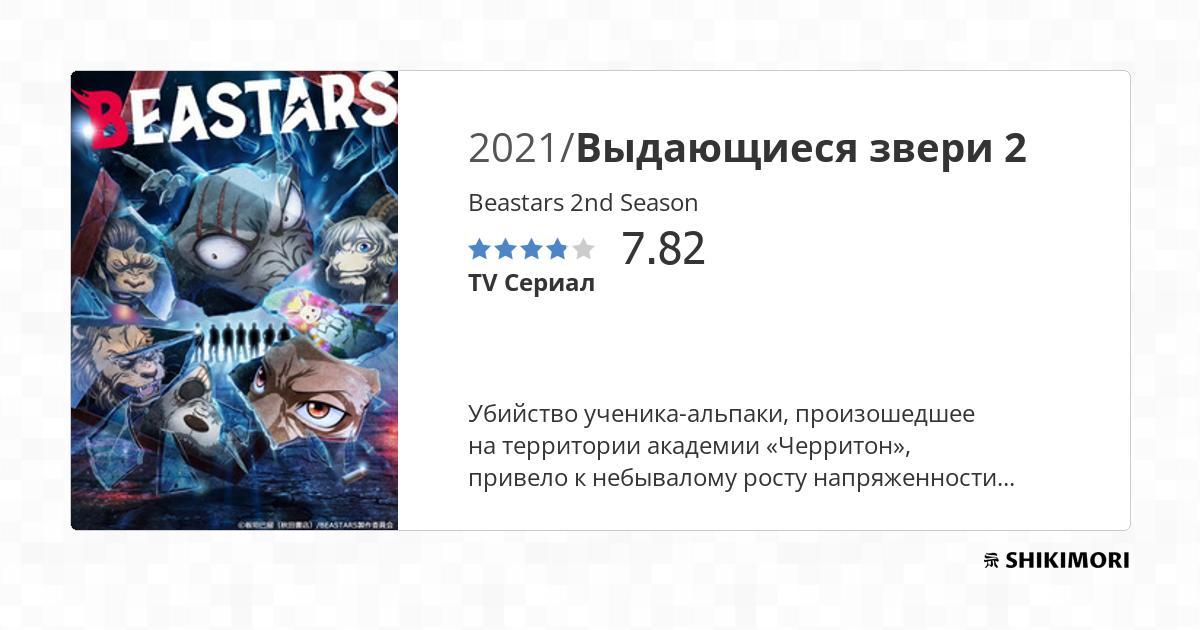 BEASTARS
2021/Выдающиеся звери 2
Beastars 2nd Season
7.82
TV Сериал
Убийство ученика-альпаки, произошедшее
на территории академии «Черритон»,
привело к небывалому росту напряженности...
©板垣巴留（秋田書店）/BEASTARS製作委員会
SHIKIMORI